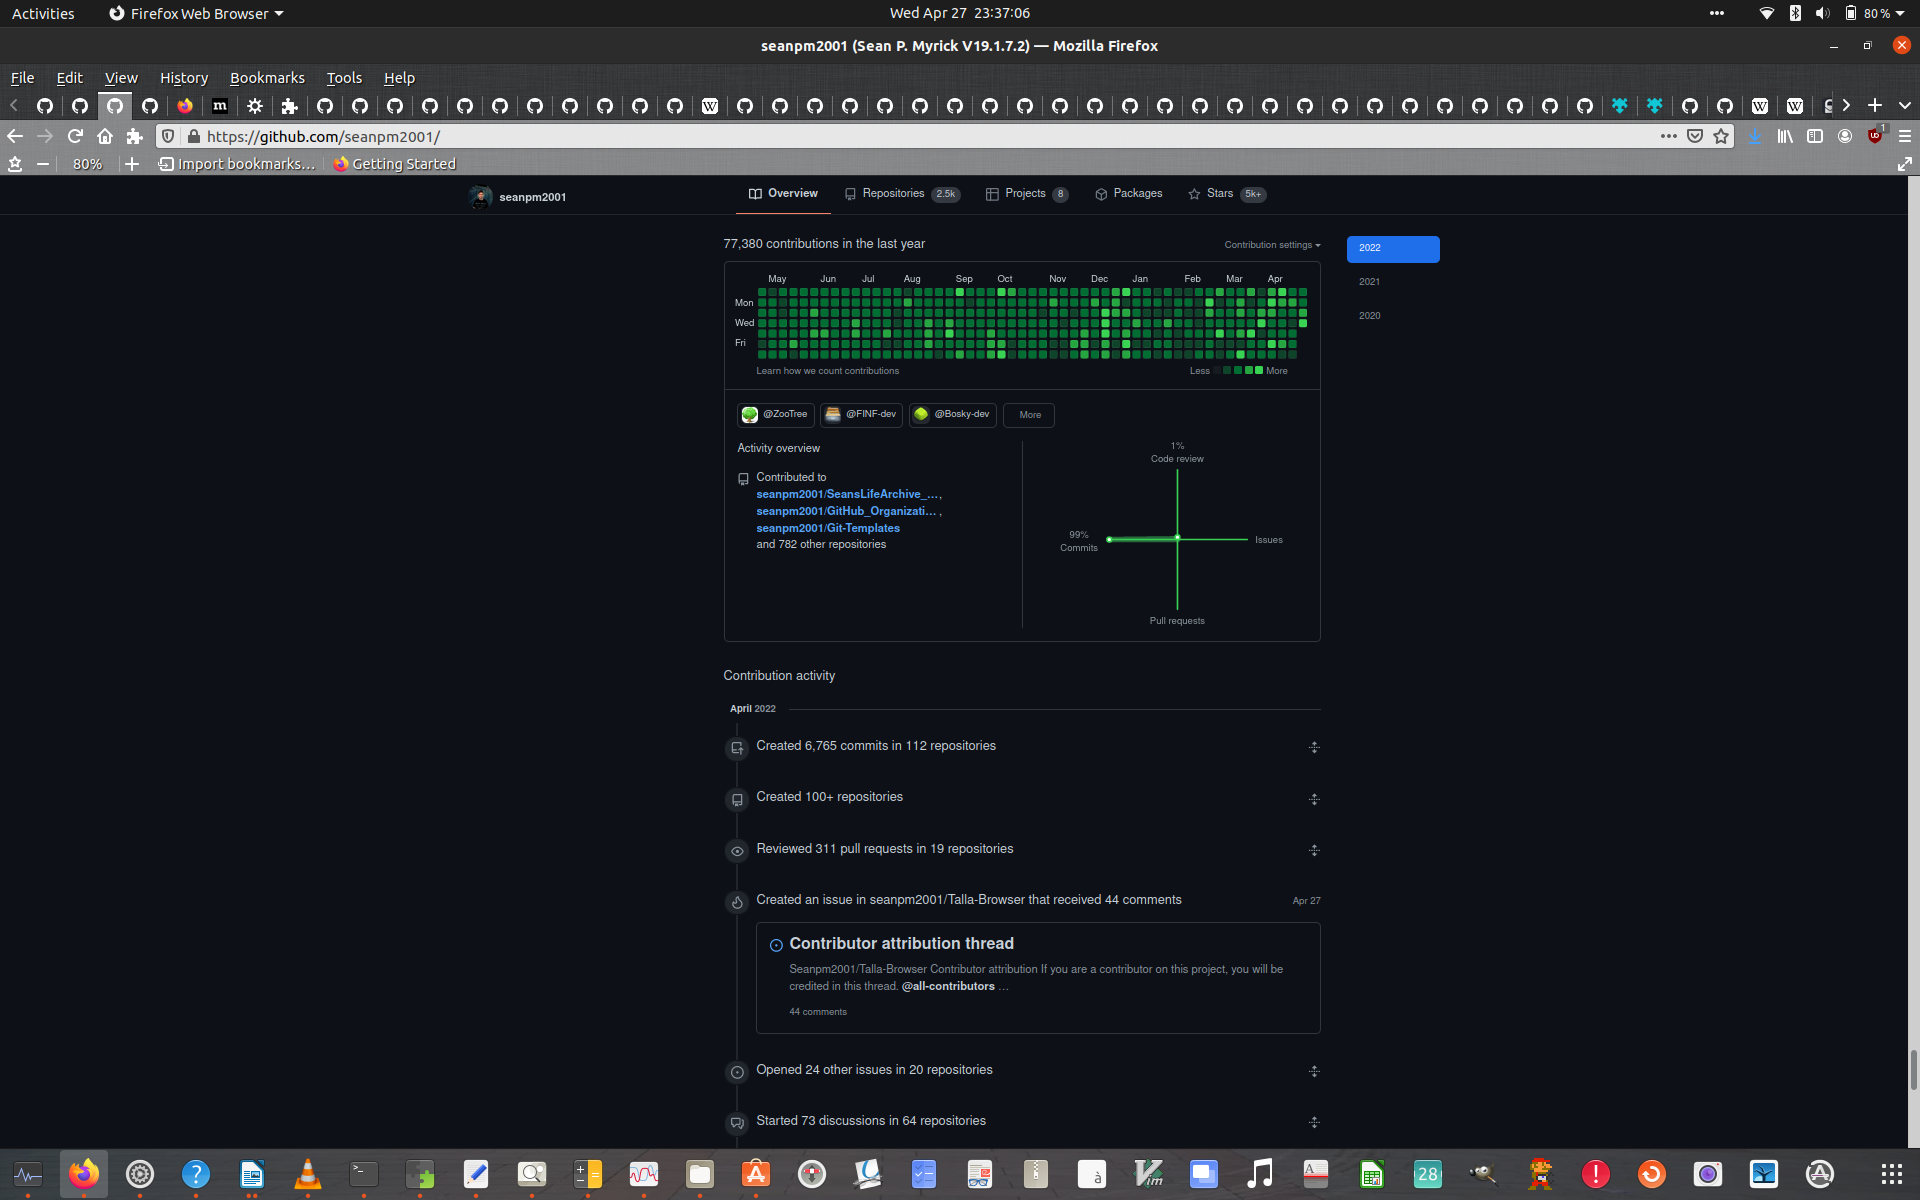 Activities Firefox Web Browser Wed Apr 27 23:37:06 80 %
seanpm2001 (Sean P. Myrick V19.1.7.2) — Mozilla Firefox
File Edit View History Bookmarks Tools Help
https://github.com/seanpm2001/
80% Import bookmarks... Getting Started
seanpm2001 Overview Repositories 2.5k Projects 8 Packages Stars 5k+
77,380 contributions in the last year Contribution settings
2022
2021
2020
May Jun Jul Aug Sep Oct Nov Dec Jan Feb Mar Apr
Mon
Wed
Fri
Learn how we count contributions Less More
@ZooTree @FINF-dev @Bosky-dev More
Activity overview
Contributed to
seanpm2001/SeansLifeArchive_… ,
seanpm2001/GitHub_Organizati… ,
seanpm2001/Git-Templates
and 782 other repositories
1%
Code review
99%
Commits
Issues
Pull requests
Contribution activity
April 2022
Created 6,765 commits in 112 repositories
Created 100+ repositories
Reviewed 311 pull requests in 19 repositories
Created an issue in seanpm2001/Talla-Browser that received 44 comments Apr 27
Contributor attribution thread
Seanpm2001/Talla-Browser Contributor attribution If you are a contributor on this project, you will be
credited in this thread. @all-contributors …
44 comments
Opened 24 other issues in 20 repositories
Started 73 discussions in 64 repositories
28